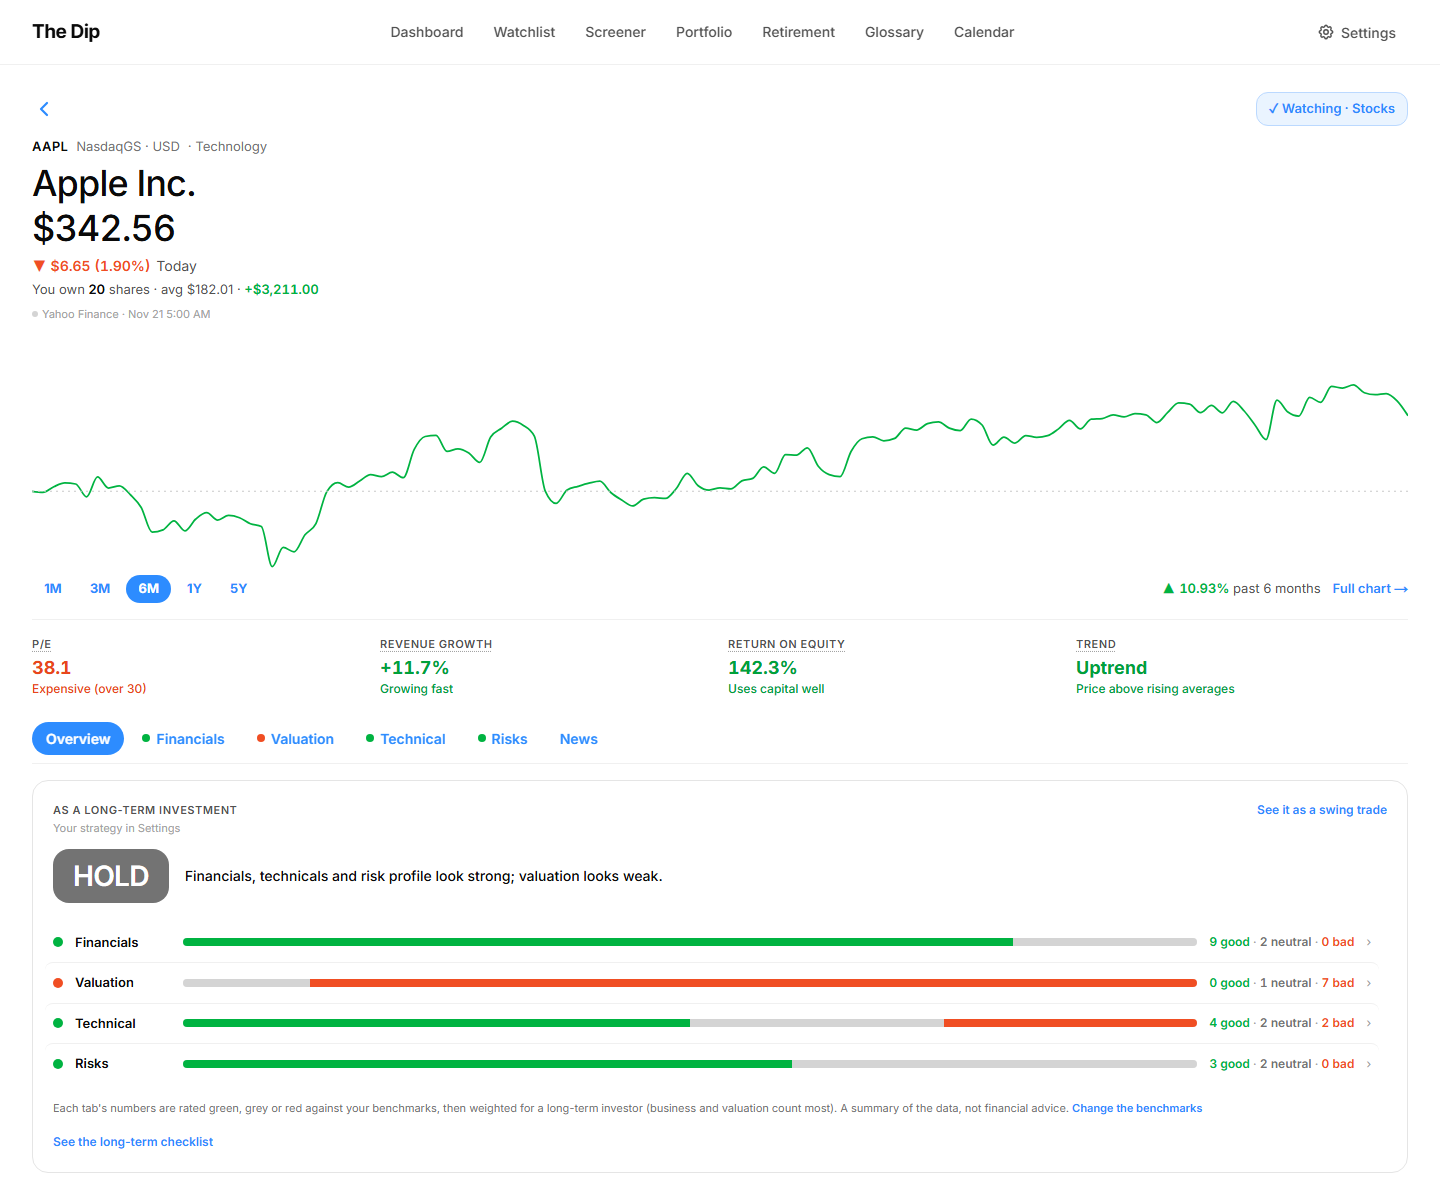 The Dip
Dashboard Watchlist Screener Portfolio Retirement Glossary Calendar
Settings
✓ Watching · Stocks
AAPL NasdaqGS · USD · Technology
Apple Inc.
$342.56
▼ $6.65 (1.90%) Today
You own 20 shares · avg $182.01 · +$3,211.00
Yahoo Finance · Nov 21 5:00 AM
1M 3M 6M 1Y 5Y
▲ 10.93% past 6 months Full chart →
P/E
38.1
Expensive (over 30)
REVENUE GROWTH
+11.7%
Growing fast
RETURN ON EQUITY
142.3%
Uses capital well
TREND
Uptrend
Price above rising averages
Overview Financials Valuation Technical Risks News
AS A LONG-TERM INVESTMENT
See it as a swing trade
Your strategy in Settings
HOLD Financials, technicals and risk profile look strong; valuation looks weak.
Financials 9 good · 2 neutral · 0 bad ›
Valuation 0 good · 1 neutral · 7 bad ›
Technical 4 good · 2 neutral · 2 bad ›
Risks 3 good · 2 neutral · 0 bad ›
Each tab's numbers are rated green, grey or red against your benchmarks, then weighted for a long-term investor (business and valuation count most). A summary of the data, not financial advice. Change the benchmarks
See the long-term checklist